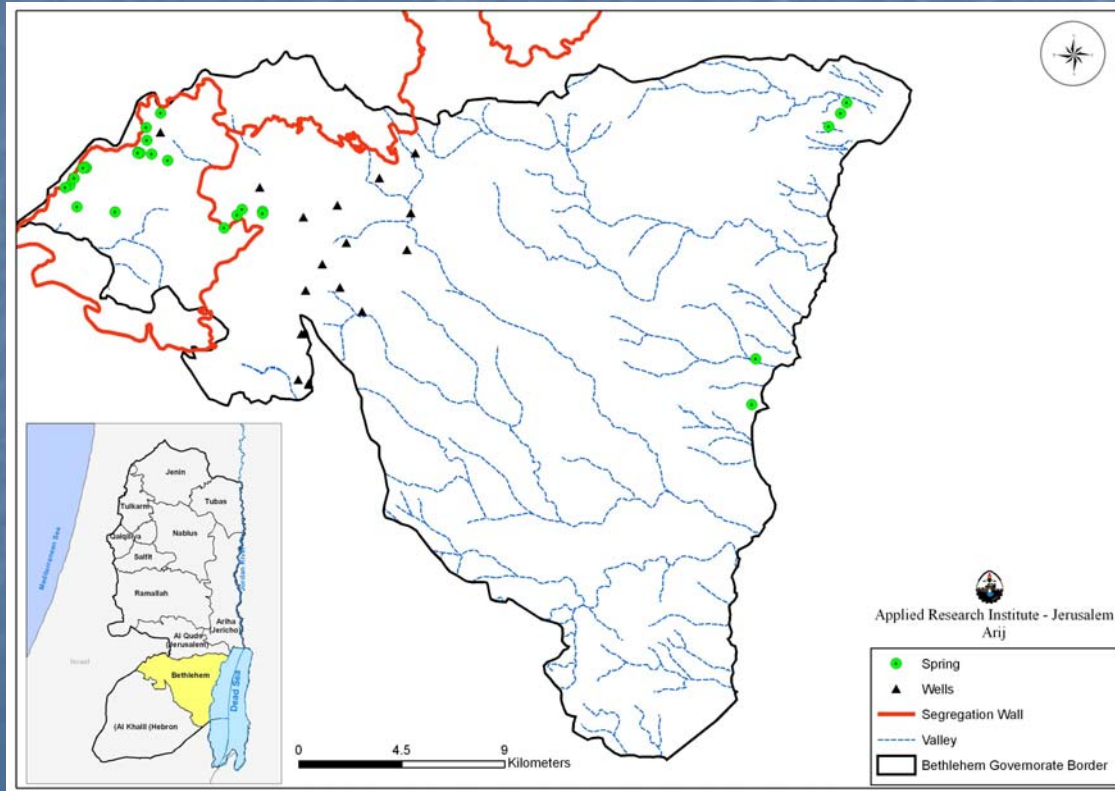 Mediterranean Sea
Jenin
Tubas
Tulkarm
Nablus
Qalqiliya
Salfit
Jordan River
Ramallah
Ariha
(Jericho)
Al Quds
(Jerusalem)
Israel
Bethlehem
Dead Sea
(Al Khalil (Hebron
0 4.5 9
Kilometers
Applied Research Institute - Jerusalem
Arij
Spring
Wells
Segregation Wall
Valley
Bethlehem Governorate Border